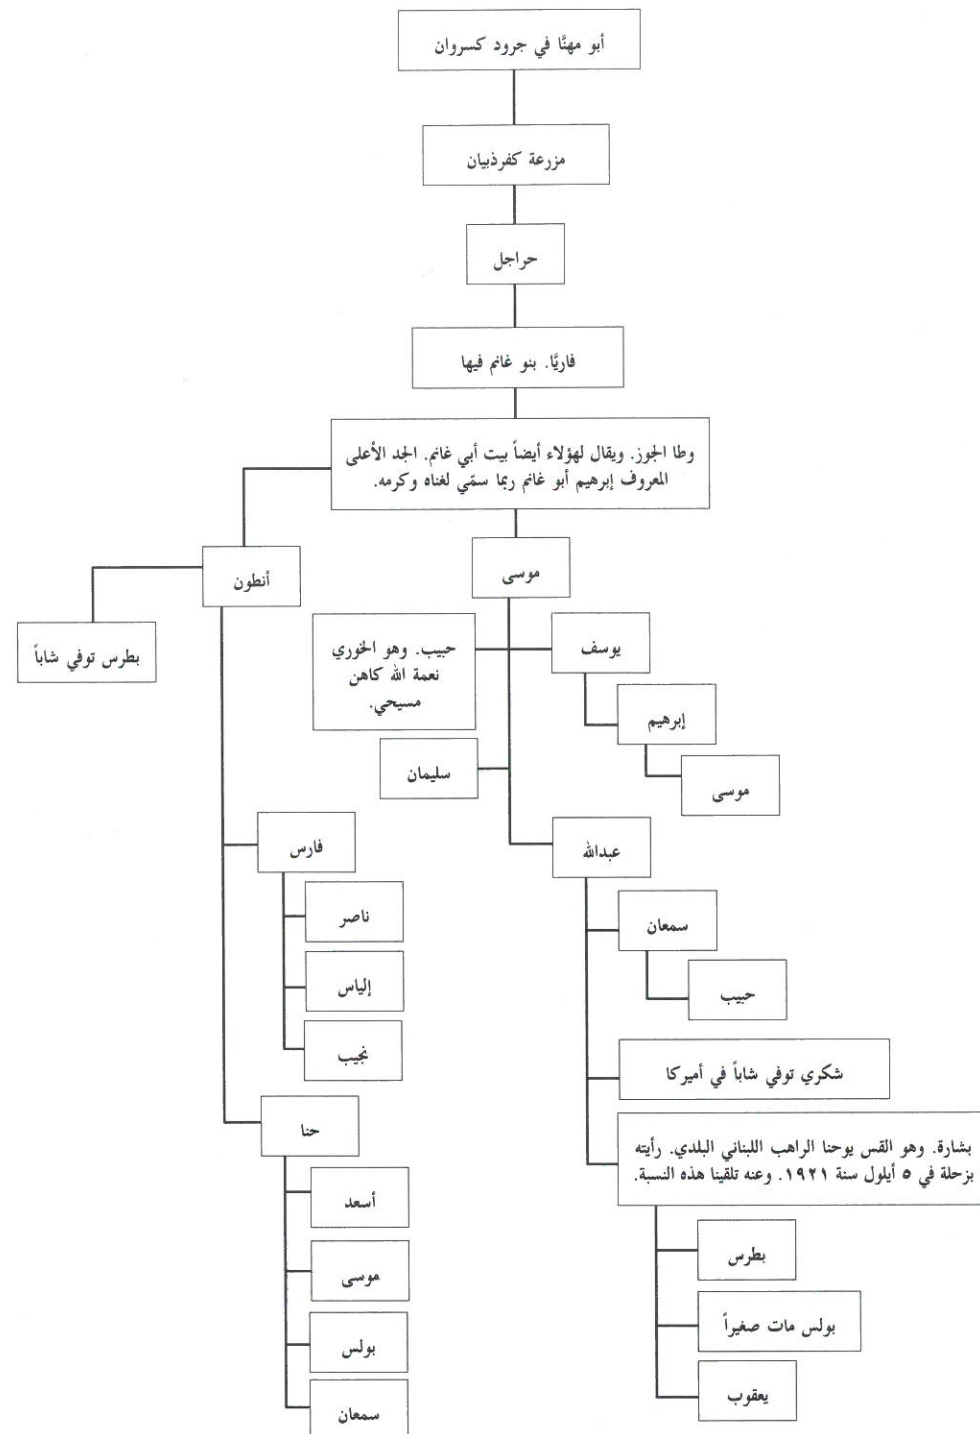 أبو مهنَّا في جرود كسروان
مزرعة كفرذبيان
حراجل
فاريَّا. بنو غانم فيها
وطا الجوز. ويقال لهؤلاء أيضاً بيت أبي غانم. الجد الأعلى
المعروف إبرهيم أبو غانم ربما سمّي لغناه وكرمه.
موسى
يوسف
إبرهيم
موسى
حبيب. وهو الخوري
نعمة الله كاهن
مسيحي.
سليمان
عبدالله
سمعان
حبيب
شكري توفي شاباً في أميركا
بشارة. وهو القس يوحنا الراهب اللبناني البلدي. رأيته
بزحلة في ٥ أيلول سنة ١٩٢١. وعنه تلقينا هذه النسبة.
بطرس
بولس مات صغيراً
يعقوب
أنطون
بطرس توفي شاباً
فارس
ناصر
إلياس
نجيب
حنا
أسعد
موسى
بولس
سمعان